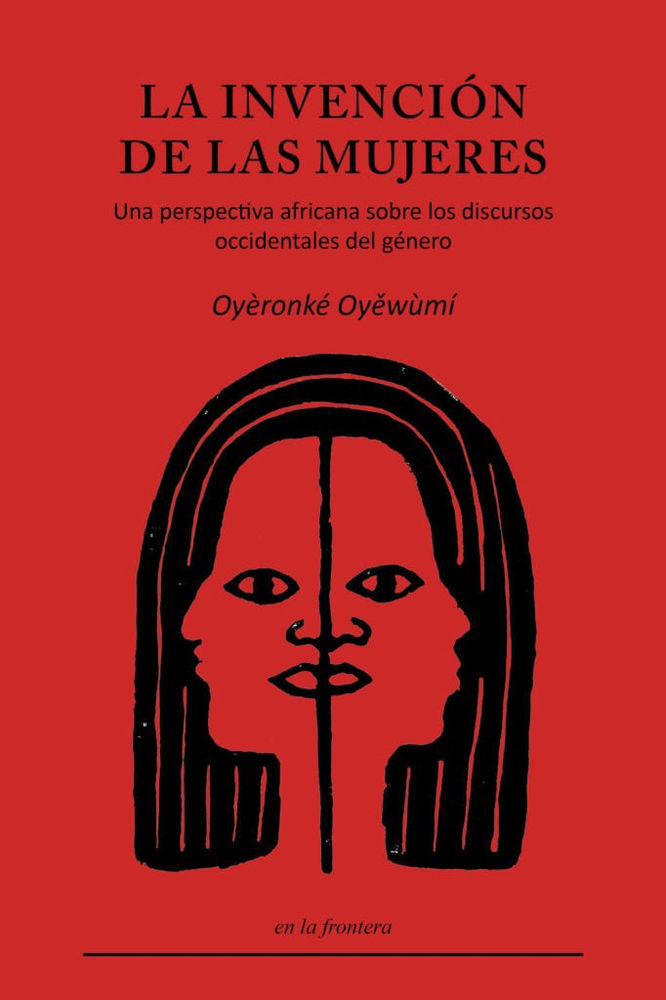 LA INVENCIÓN
DE LAS MUJERES
Una perspectiva africana sobre los discursos
occidentales del género
Oyèronké Oyěwùmí
en la frontera